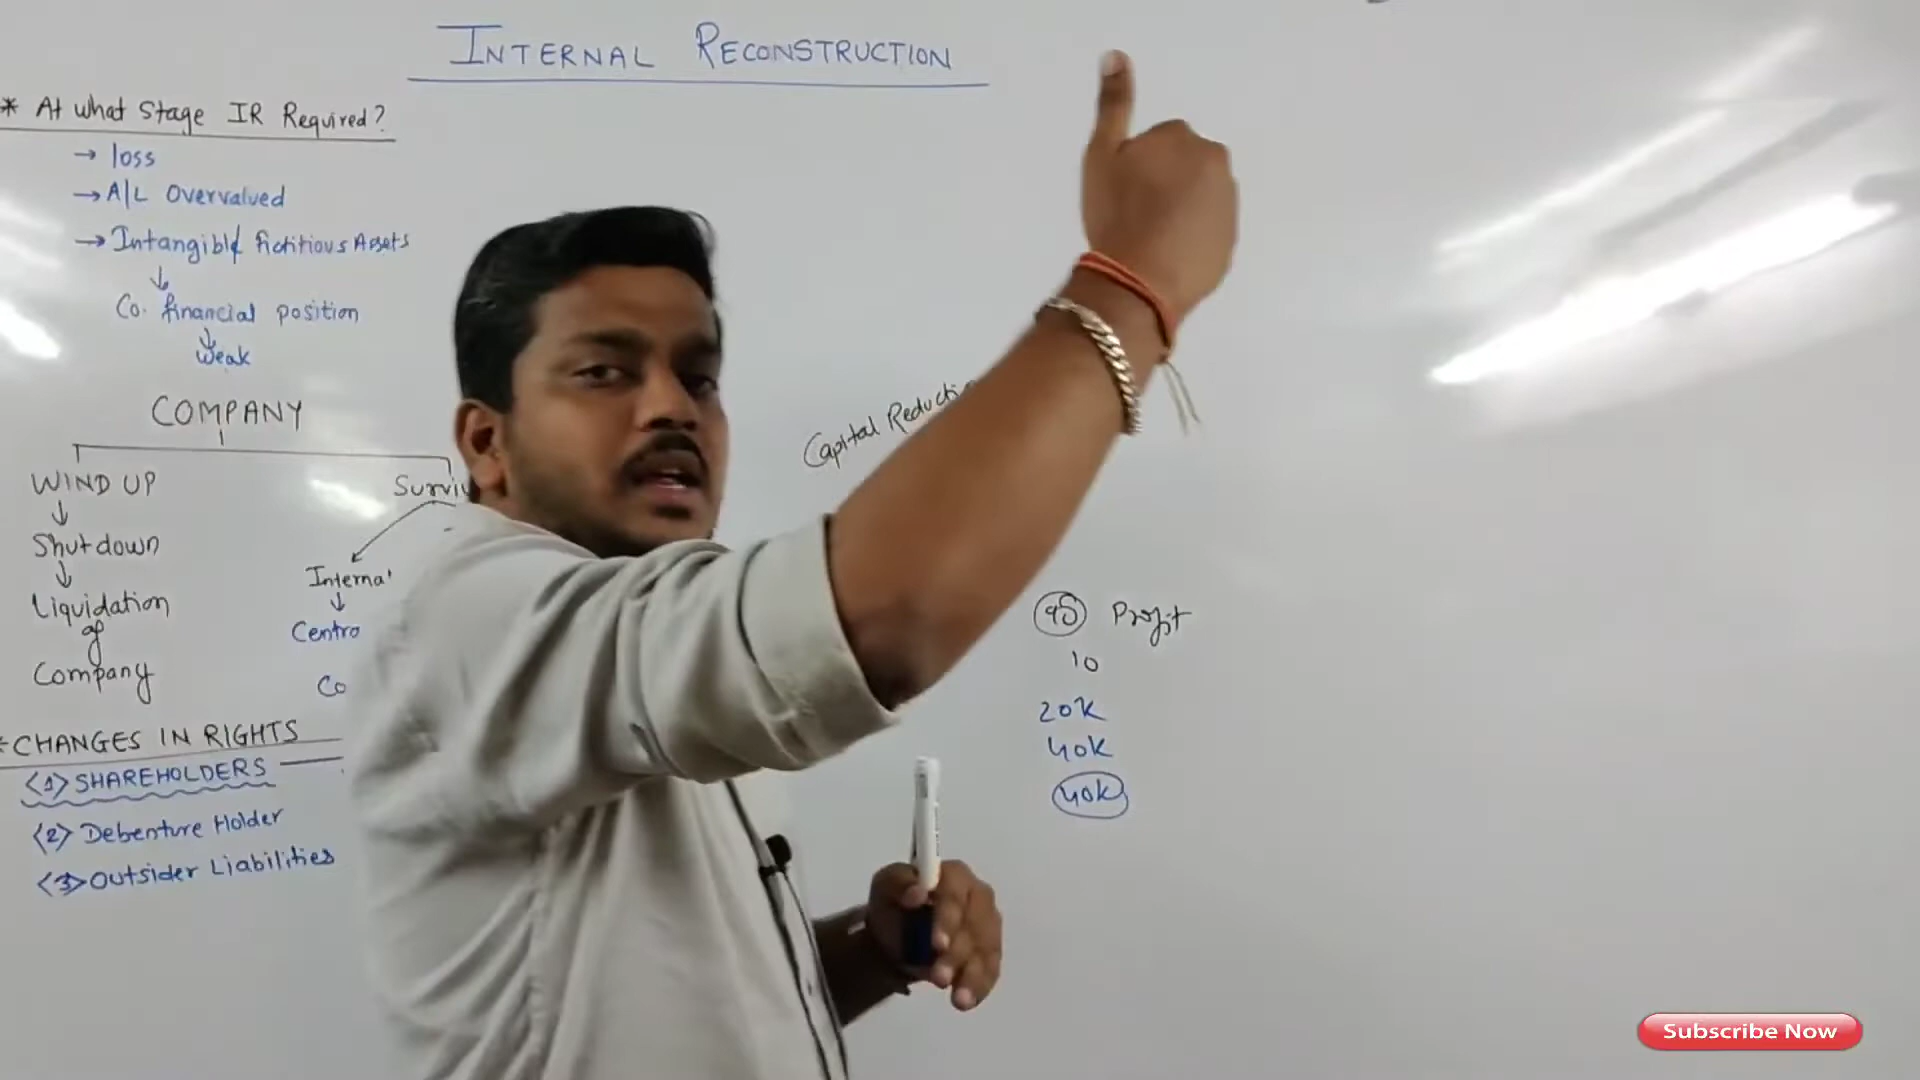 INTERNAL RECONSTRUCTION
* At what Stage IR Required?
→ loss
→ A/L Overvalued
→ Intangible fictitious Assets
↓
Co. financial position
↓
Weak
COMPANY
WIND UP
↓
Shutdown
↓
Liquidation
of
Company
Surviv
Interna
↓
Centra
Co
Capital Reducti
Profit
10
20K
40K
40K
* CHANGES IN RIGHTS
<1> SHAREHOLDERS
<2> Debenture Holder
<3> Outsider Liabilities
Subscribe Now